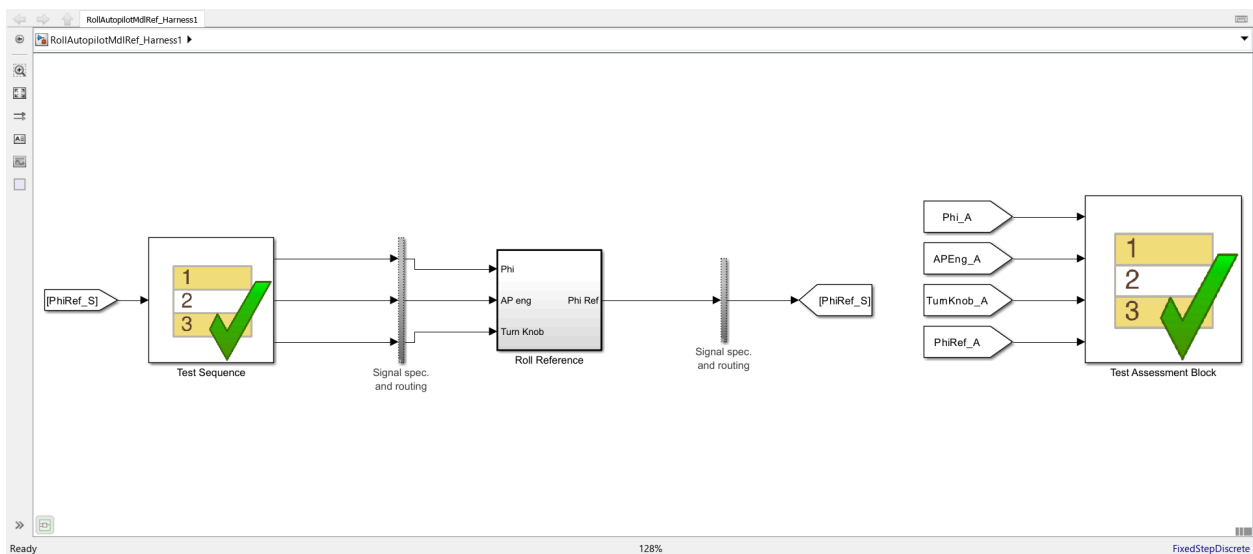 RollAutopilotMdlRef_Harness1
RollAutopilotMdlRef_Harness1
[PhiRef_S]
1
2
3
Test Sequence
Signal spec.
and routing
Phi
AP eng
Turn Knob
Phi Ref
Roll Reference
Signal spec.
and routing
[PhiRef_S]
Phi_A
APEng_A
TurnKnob_A
PhiRef_A
1
2
3
Test Assessment Block
Ready
128%
FixedStepDiscrete